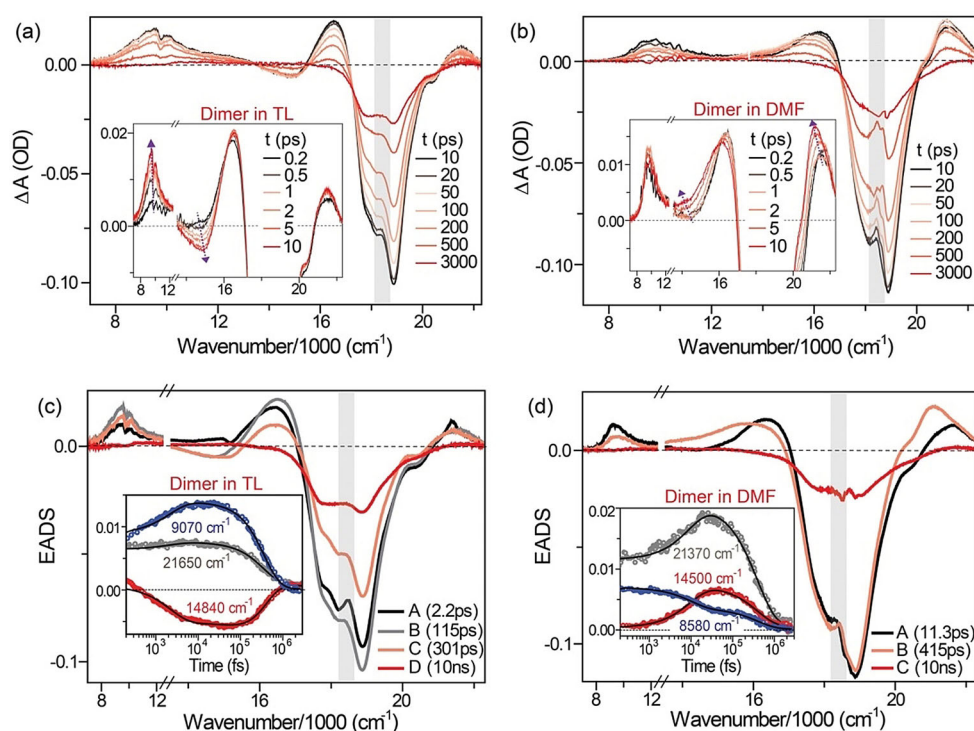 (a)
ΔA (OD)
0.00
-0.05
-0.10
Dimer in TL
0.02
0.00
t (ps)
0.2
0.5
1
2
5
10
8
12
16
20
t (ps)
10
20
50
100
200
500
3000
8
12
16
20
Wavenumber/1000 (cm-1)
(b)
ΔA (OD)
0.00
-0.05
-0.10
Dimer in DMF
0.01
0.00
t (ps)
0.2
0.5
1
2
5
10
8
12
16
20
t (ps)
10
20
50
100
200
500
3000
8
12
16
20
Wavenumber/1000 (cm-1)
(c)
EADS
0.0
-0.1
Dimer in TL
0.01
0.00
9070 cm-1
21650 cm-1
14840 cm-1
10³ 10⁴ 10⁵ 10⁶
Time (fs)
A (2.2ps)
B (115ps)
C (301ps)
D (10ns)
8
12
16
20
Wavenumber/1000 (cm-1)
(d)
EADS
0.0
-0.1
Dimer in DMF
0.02
0.01
0.00
21370 cm-1
14500 cm-1
8580 cm-1
10² 10³ 10⁴ 10⁵ 10⁶
Time (fs)
A (11.3ps)
B (415ps)
C (10ns)
8
12
16
20
Wavenumber/1000 (cm-1)